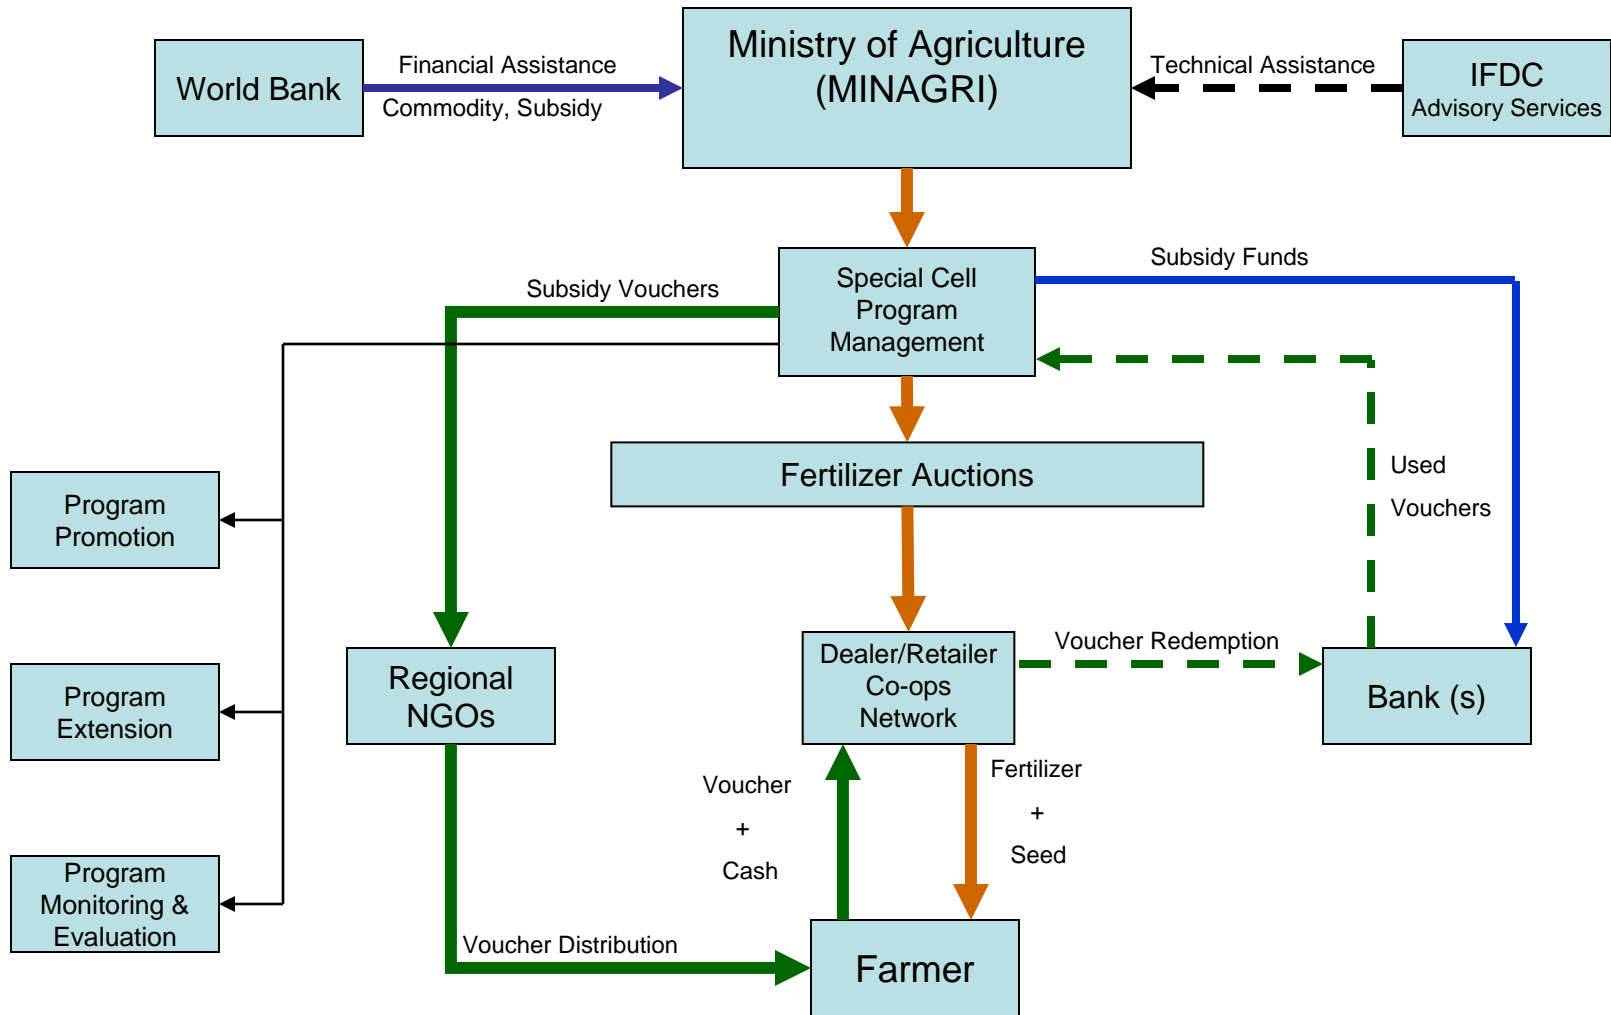 World Bank
Financial Assistance
Commodity, Subsidy
Ministry of Agriculture
(MINAGRI)
Technical Assistance
IFDC
Advisory Services
Special Cell
Program
Management
Subsidy Vouchers
Subsidy Funds
Fertilizer Auctions
Used
Vouchers
Program
Promotion
Program
Extension
Program
Monitoring &
Evaluation
Regional
NGOs
Dealer/Retailer
Co-ops
Network
Voucher Redemption
Bank (s)
Voucher
+
Cash
Fertilizer
+
Seed
Voucher Distribution
Farmer